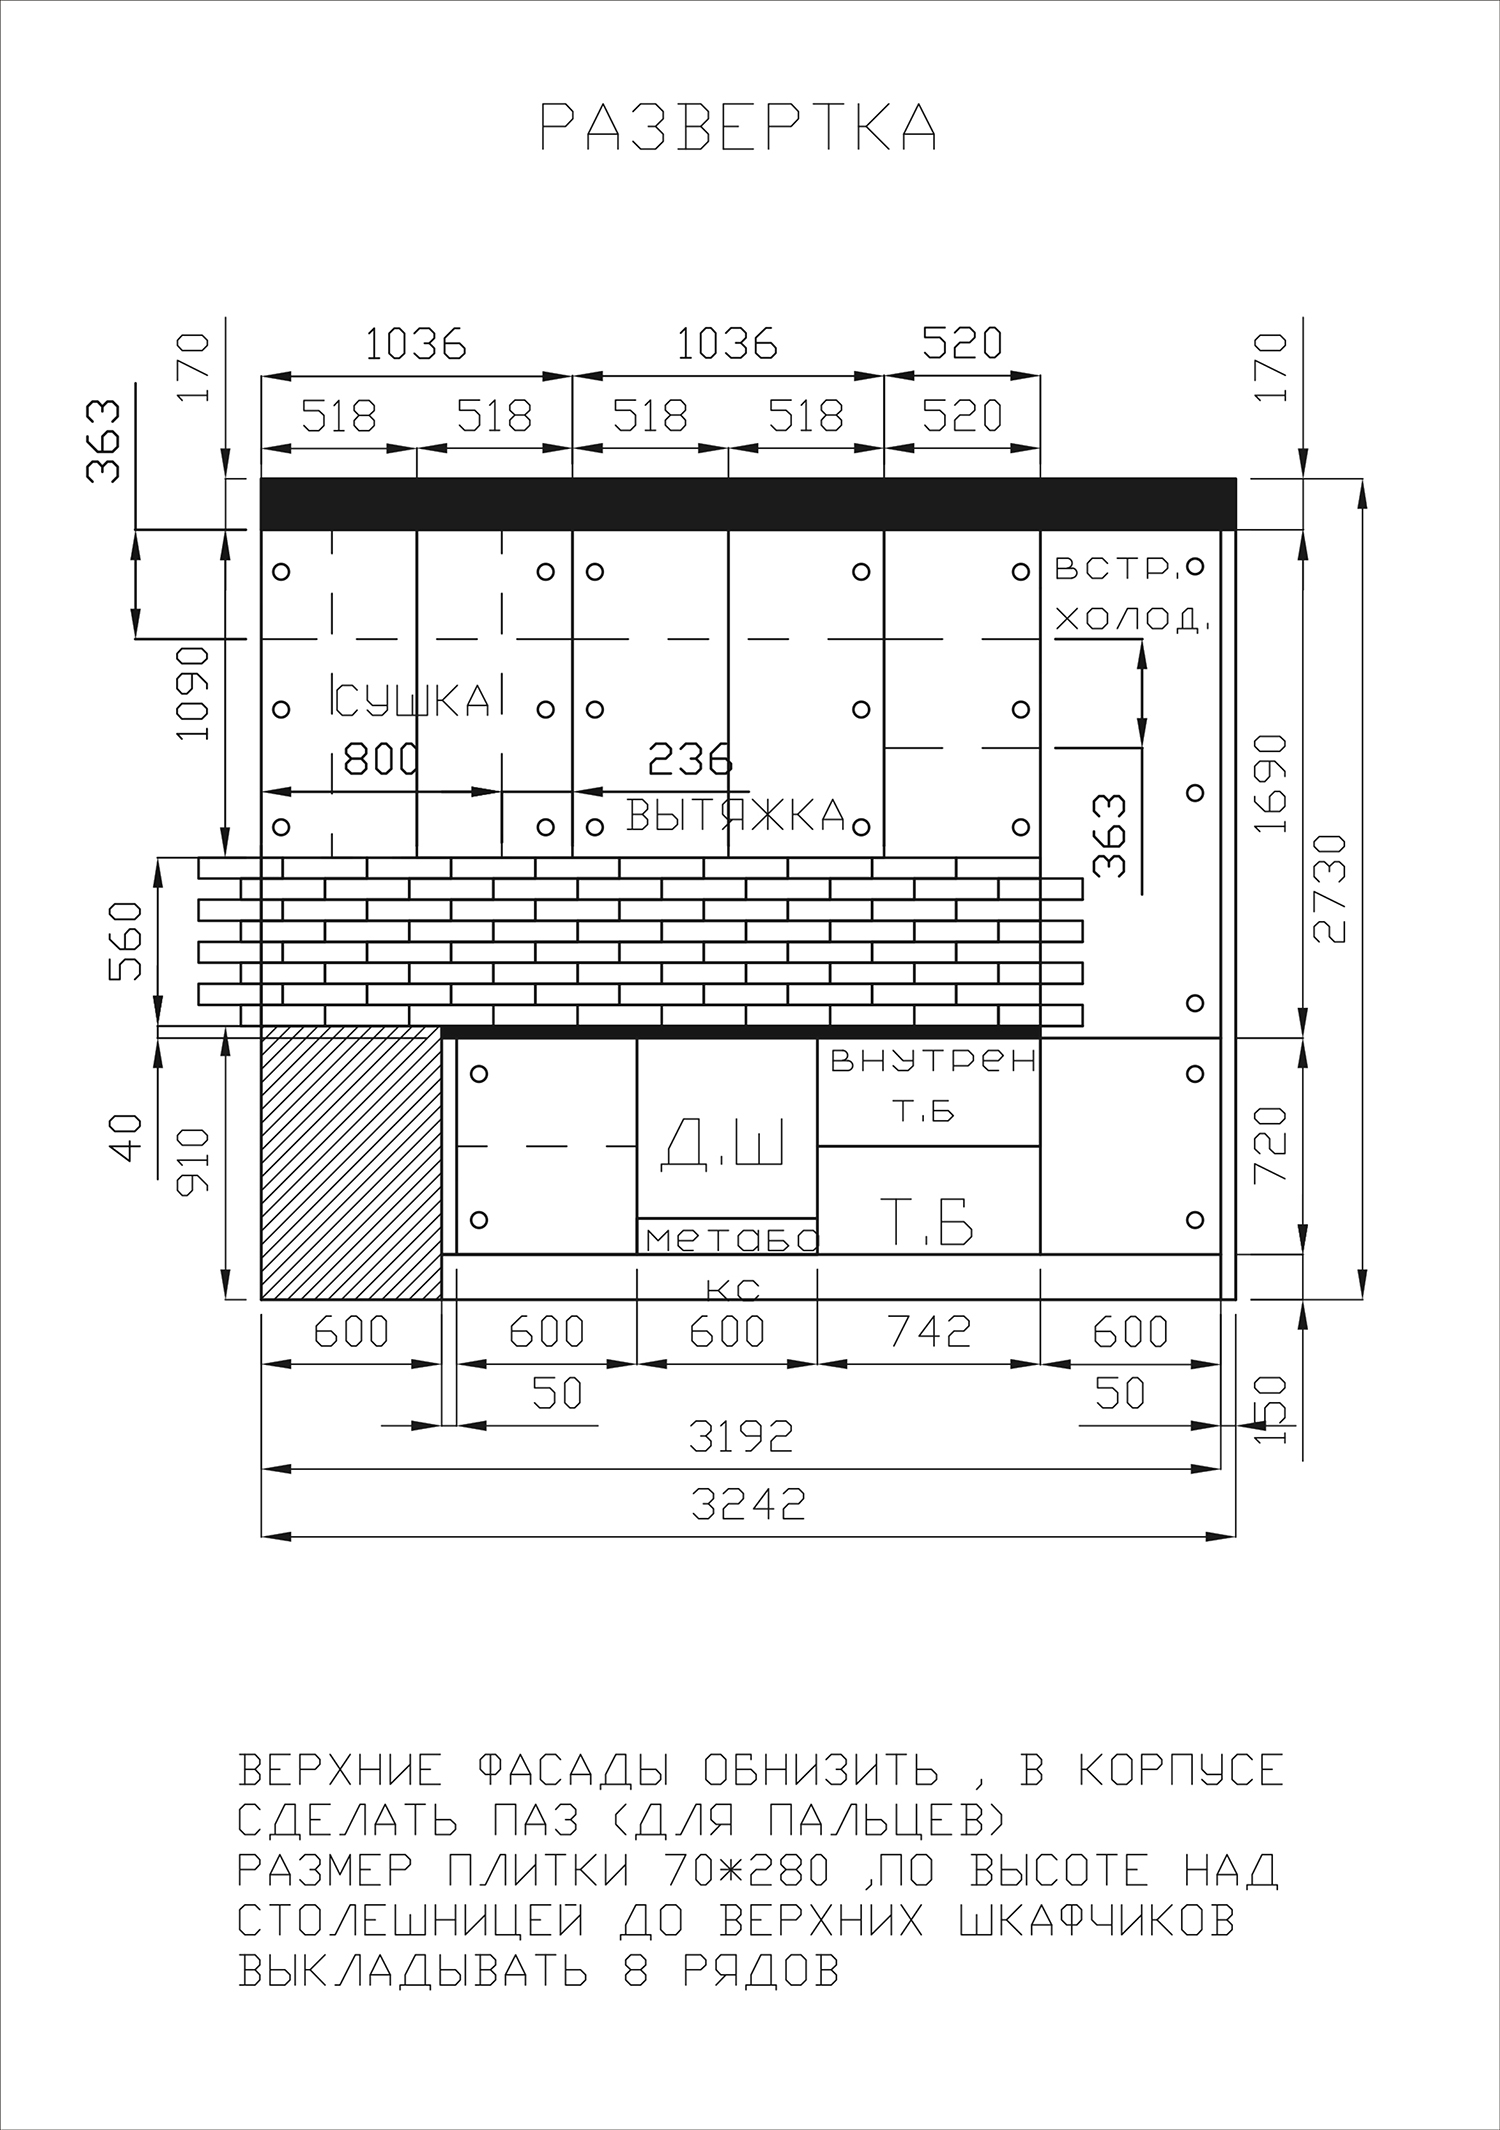 РАЗВЕРТКА
1036 1036 520
170 170
518 518 518 518 520
363
ВСТР.
ХОЛОД.
1090
СУШКА
800 236
1690
ВЫТЯЖКА
363
2730
560
ВНУТРЕН
Т.Б
40
910
Д.Ш
720
Т.Б
метабо
кс
600 600 600 742 600
50 50
150
3192
3242
ВЕРХНИЕ ФАСАДЫ ОБНИЗИТЬ , В КОРПУСЕ
СДЕЛАТЬ ПАЗ (ДЛЯ ПАЛЬЦЕВ)
РАЗМЕР ПЛИТКИ 70*280 ,ПО ВЫСОТЕ НАД
СТОЛЕШНИЦЕЙ ДО ВЕРХНИХ ШКАФЧИКОВ
ВЫКЛАДЫВАТЬ 8 РЯДОВ